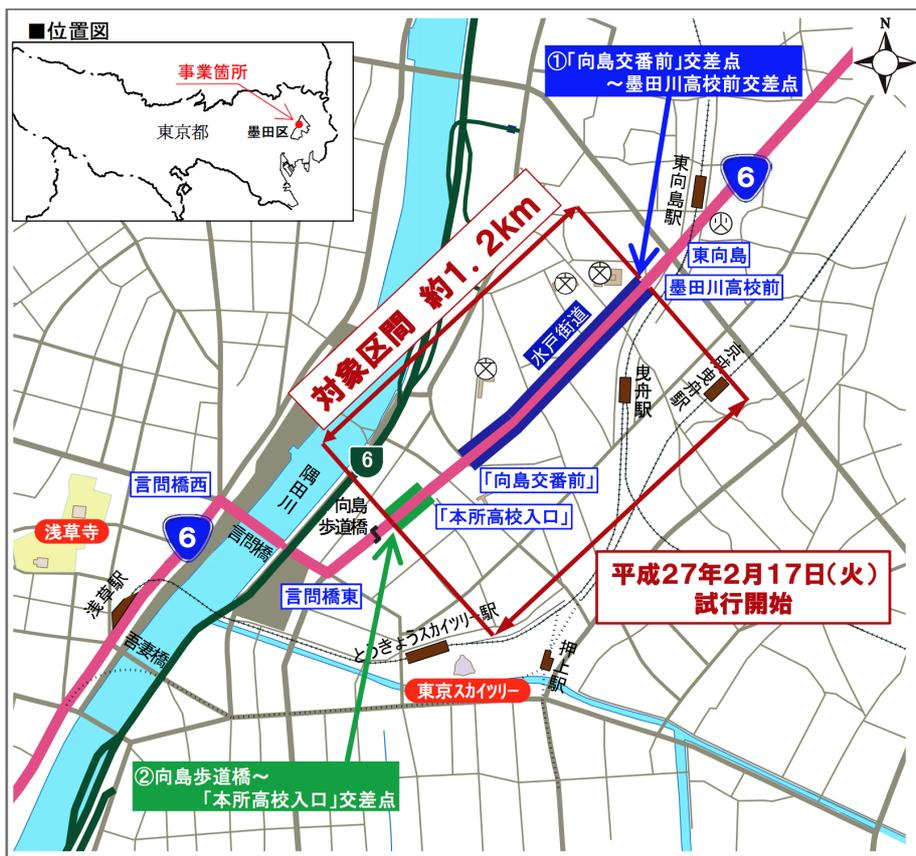 ■位置図
事業箇所
東京都
墨田区
N
①「向島交番前」交差点
～墨田川高校前交差点
6
東向島駅
東向島
墨田川高校前
対象区間 約1.2km
水戸街道
曳舟駅
京成曳舟駅
6
「向島交番前」
「本所高校入口」
隅田川
向島
歩道橋
言問橋西
浅草寺
6
言問橋
言問橋東
浅草駅
吾妻橋
平成27年2月17日(火)
試行開始
とうきょうスカイツリー駅
押上駅
東京スカイツリー
②向島歩道橋～
「本所高校入口」交差点